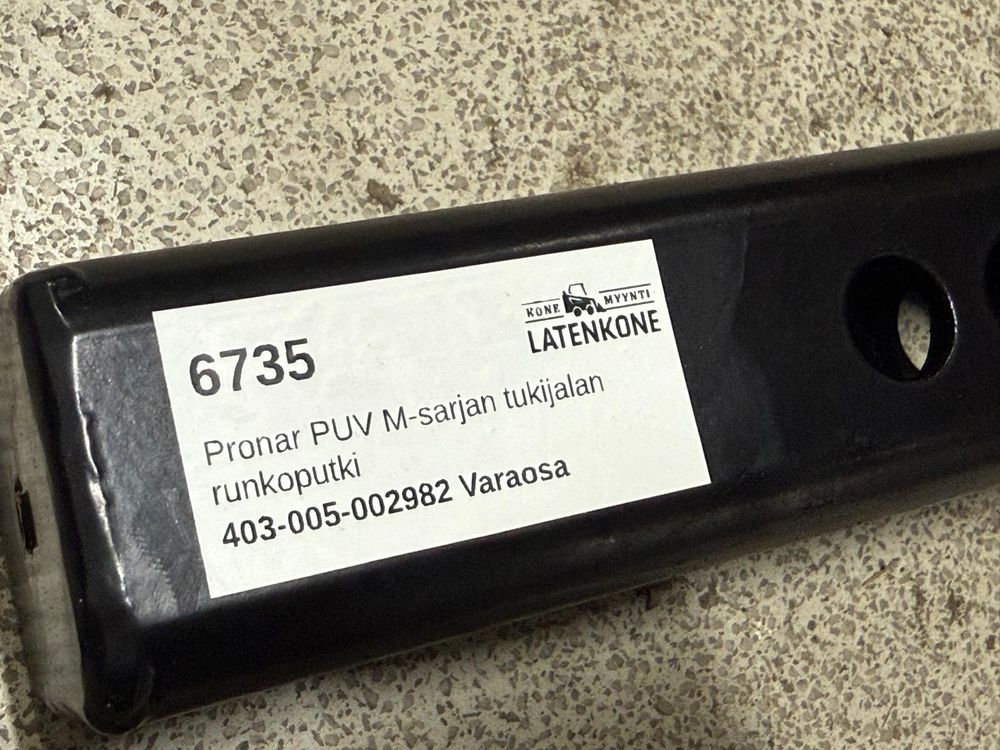 KONE MYYNTI
LATENKONE
6735
Pronar PUV M-sarjan tukijalan
runkoputki
403-005-002982 Varaosa